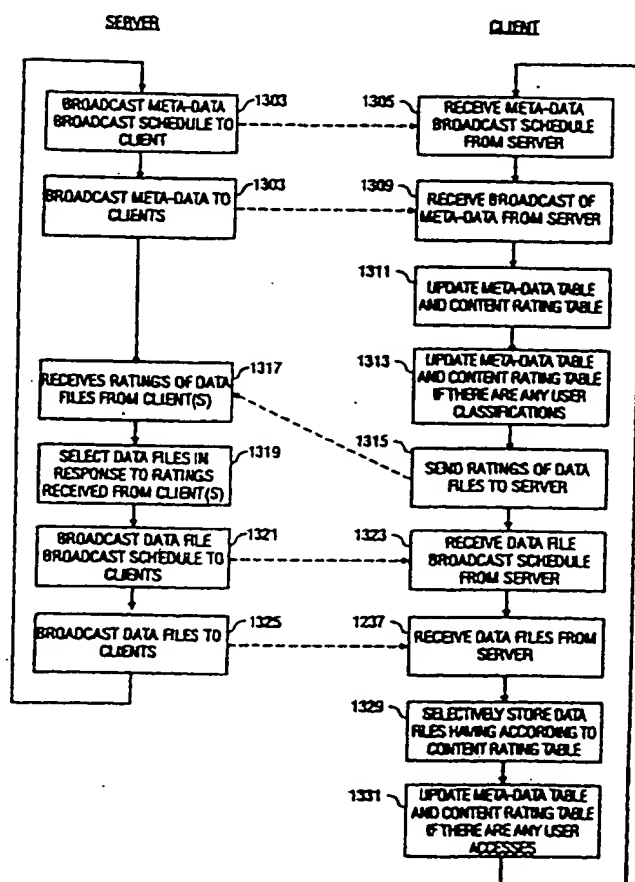 SERVER
BROADCAST META-DATA
BROADCAST SCHEDULE TO
CLIENT
1303
BROADCAST META-DATA TO
CLIENTS
1303
RECEIVES RATINGS OF DATA
FILES FROM CLIENT(S)
1317
SELECT DATA FILES IN
RESPONSE TO RATINGS
RECEIVED FROM CLIENT(S)
1319
BROADCAST DATA FILE
BROADCAST SCHEDULE TO
CLIENTS
1321
BROADCAST DATA FILES TO
CLIENTS
1325
CLIENT
1305
RECEIVE META-DATA
BROADCAST SCHEDULE
FROM SERVER
1309
RECEIVE BROADCAST OF
META-DATA FROM SERVER
1311
UPDATE META-DATA TABLE
AND CONTENT RATING TABLE
1313
UPDATE META-DATA TABLE
AND CONTENT RATING TABLE
IF THERE ARE ANY USER
CLASSIFICATIONS
1315
SEND RATINGS OF DATA
FILES TO SERVER
1323
RECEIVE DATA FILE
BROADCAST SCHEDULE
FROM SERVER
1237
RECEIVE DATA FILES FROM
SERVER
1329
SELECTIVELY STORE DATA
FILES HAVING ACCORDING TO
CONTENT RATING TABLE
1331
UPDATE META-DATA TABLE
AND CONTENT RATING TABLE
IF THERE ARE ANY USER
ACCESSES